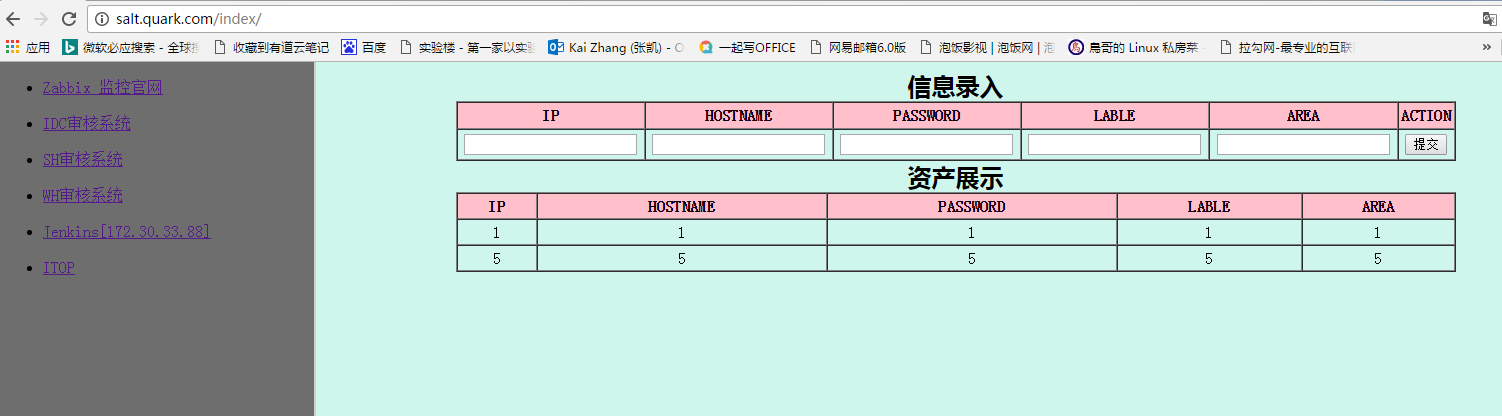 salt.quark.com/index/
应用 微软必应搜索 - 全球搜 收藏到有道云笔记 百度 实验楼 - 第一家以实验 Kai Zhang (张凯) - O 一起写OFFICE 网易邮箱6.0版 泡饭影视 | 泡饭网 | 泡 鳥哥的 Linux 私房菜 拉勾网-最专业的互联 »
Zabbix 监控官网
IDC审核系统
SH审核系统
WH审核系统
Jenkins[172.30.33.88]
ITOP
信息录入
IP HOSTNAME PASSWORD LABLE AREA ACTION
提交
资产展示
IP HOSTNAME PASSWORD LABLE AREA
1 1 1 1 1
5 5 5 5 5